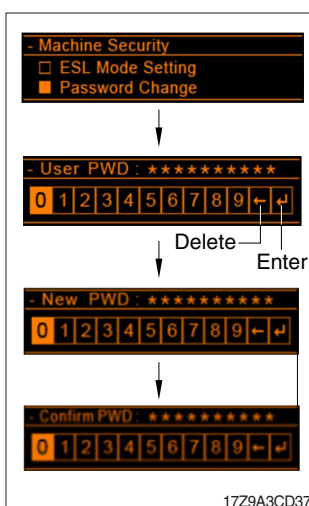 - Machine Security
□ ESL Mode Setting
■ Password Change
- User PWD : **********
0 1 2 3 4 5 6 7 8 9 ← ↵
Delete
Enter
- New PWD : **********
0 1 2 3 4 5 6 7 8 9 ← ↵
- Confirm PWD : **********
0 1 2 3 4 5 6 7 8 9 ← ↵
17Z9A3CD37